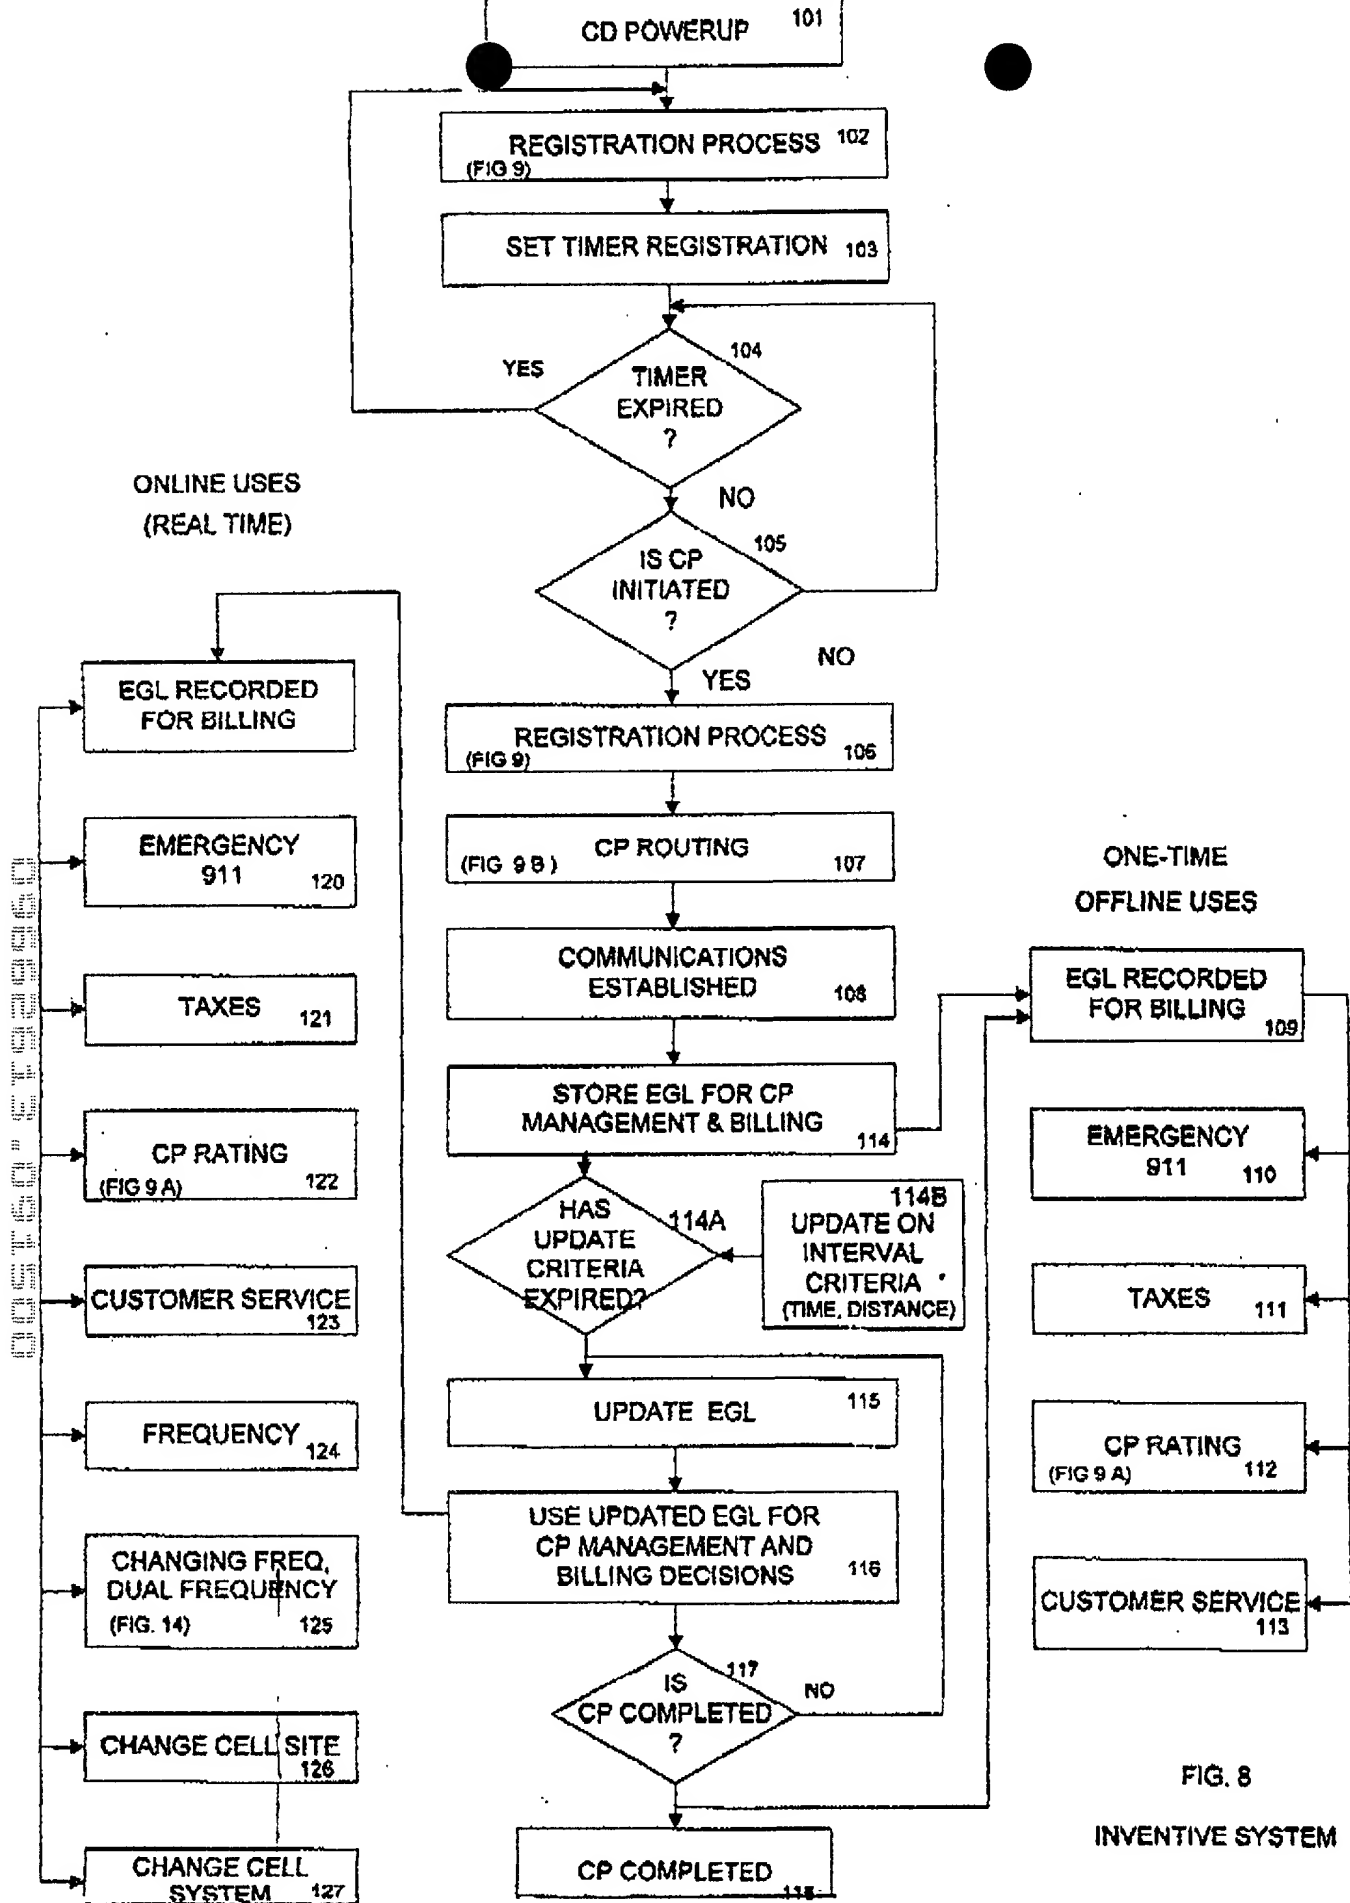 CD POWERUP 101
REGISTRATION PROCESS 102
(FIG 9)
SET TIMER REGISTRATION 103
104
YES
TIMER
EXPIRED
?
NO
105
IS CP
INITIATED
?
NO
YES
REGISTRATION PROCESS 106
(FIG 9)
CP ROUTING
(FIG 9 B) 107
COMMUNICATIONS
ESTABLISHED 108
STORE EGL FOR CP
MANAGEMENT & BILLING 114
HAS
UPDATE
CRITERIA
EXPIRED?
114A
114B
UPDATE ON
INTERVAL
CRITERIA
(TIME, DISTANCE)
UPDATE EGL 115
USE UPDATED EGL FOR
CP MANAGEMENT AND
BILLING DECISIONS 116
117
IS
CP COMPLETED
?
NO
CP COMPLETED
ONLINE USES
(REAL TIME)
EGL RECORDED
FOR BILLING
EMERGENCY
911 120
TAXES 121
CP RATING
(FIG 9 A) 122
CUSTOMER SERVICE
123
FREQUENCY 124
CHANGING FREQ,
DUAL FREQUENCY
(FIG. 14) 125
CHANGE CELL SITE
126
CHANGE CELL
SYSTEM 127
ONE-TIME
OFFLINE USES
EGL RECORDED
FOR BILLING
109
EMERGENCY
911 110
TAXES 111
CP RATING
(FIG 9 A) 112
CUSTOMER SERVICE
113
FIG. 8
INVENTIVE SYSTEM